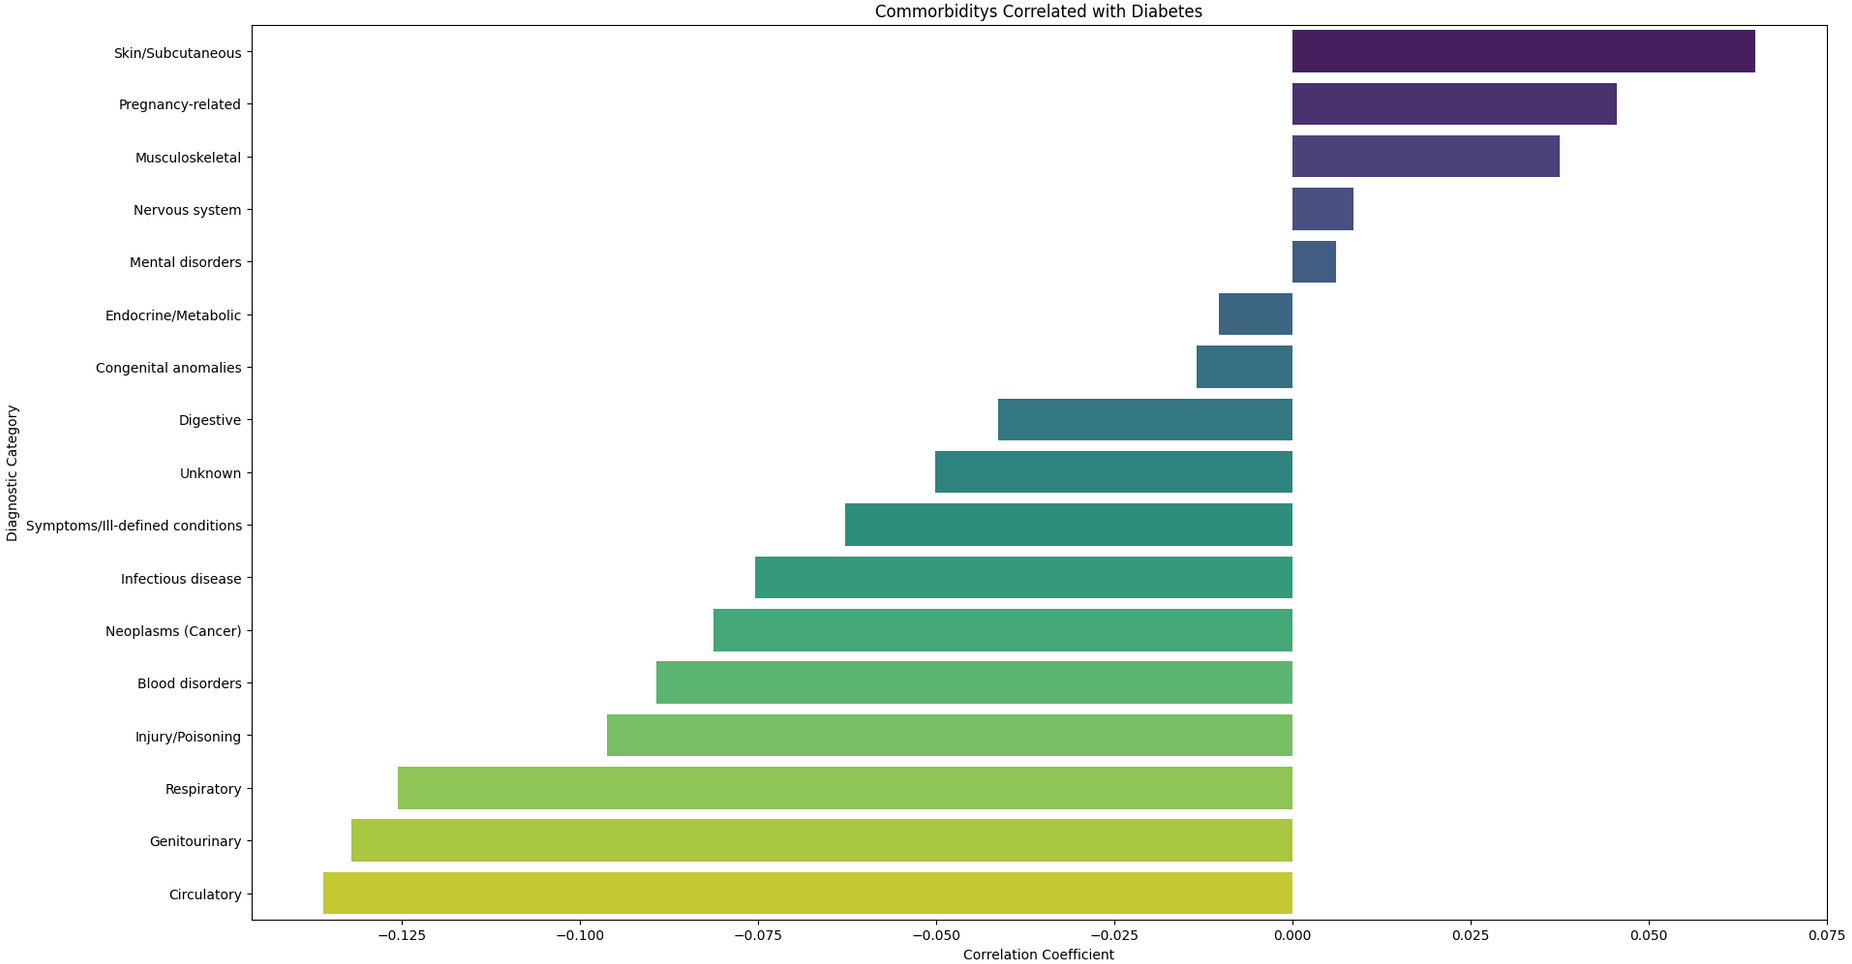 Commorbiditys Correlated with Diabetes
Diagnostic Category
Skin/Subcutaneous
Pregnancy-related
Musculoskeletal
Nervous system
Mental disorders
Endocrine/Metabolic
Congenital anomalies
Digestive
Unknown
Symptoms/Ill-defined conditions
Infectious disease
Neoplasms (Cancer)
Blood disorders
Injury/Poisoning
Respiratory
Genitourinary
Circulatory
−0.125 −0.100 −0.075 −0.050 −0.025 0.000 0.025 0.050 0.075
Correlation Coefficient